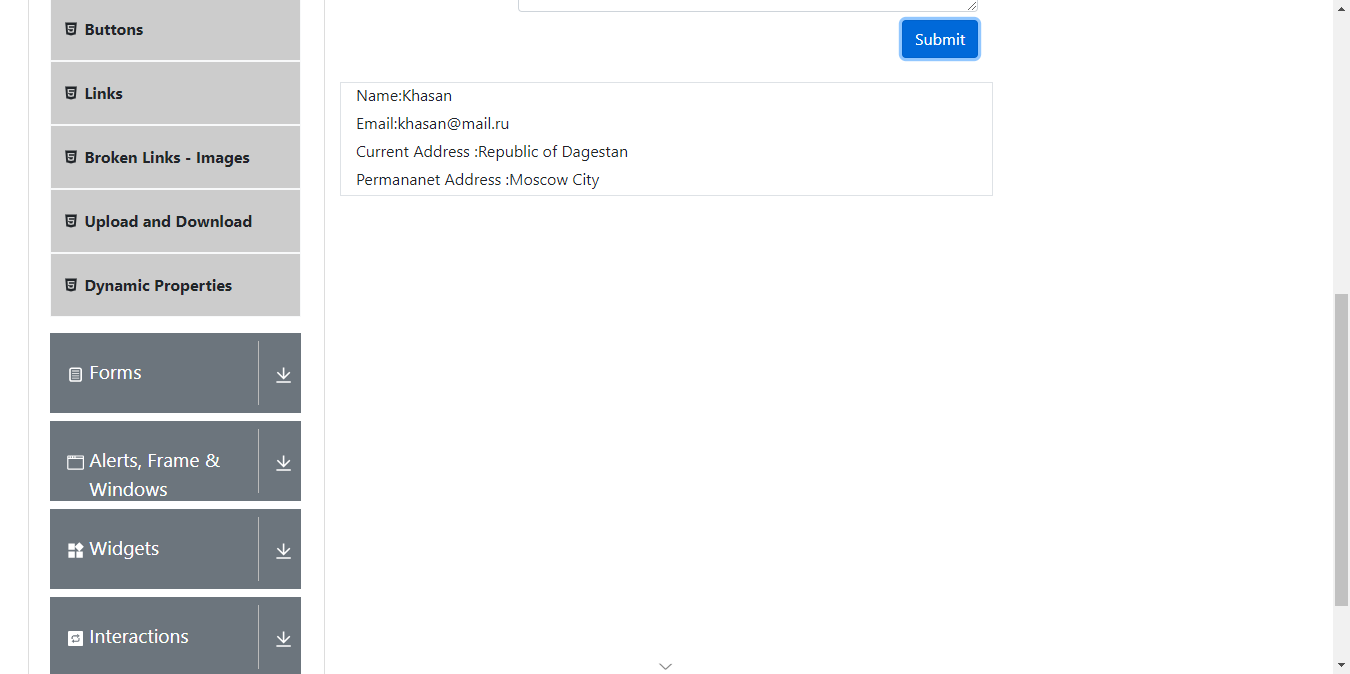 Buttons
Links
Broken Links - Images
Upload and Download
Dynamic Properties
Forms
Alerts, Frame &
Windows
Widgets
Interactions
Submit
Name:Khasan
Email:khasan@mail.ru
Current Address :Republic of Dagestan
Permananet Address :Moscow City